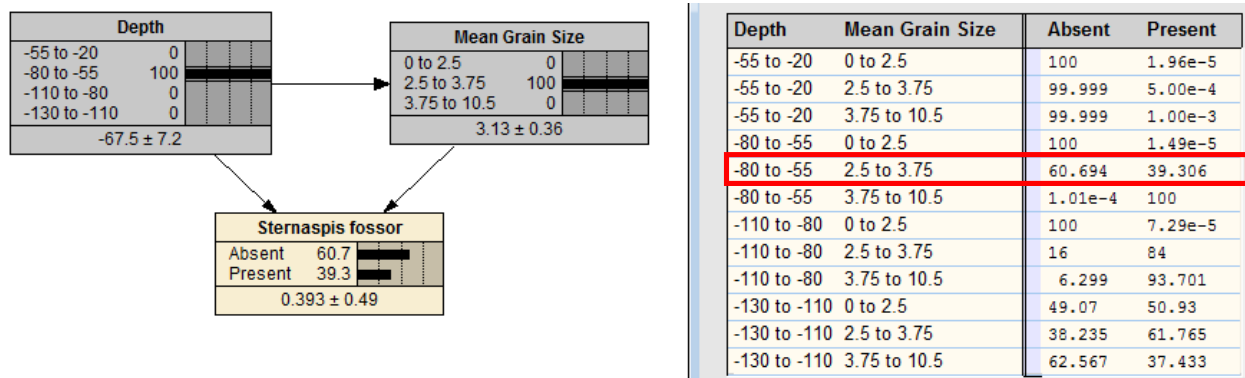 Depth
-55 to -20 0
-80 to -55 100
-110 to -80 0
-130 to -110 0
-67.5 ± 7.2
Mean Grain Size
0 to 2.5 0
2.5 to 3.75 100
3.75 to 10.5 0
3.13 ± 0.36
Sternaspis fossor
Absent 60.7
Present 39.3
0.393 ± 0.49
Depth Mean Grain Size Absent Present
-55 to -20 0 to 2.5 100 1.96e-5
-55 to -20 2.5 to 3.75 99.999 5.00e-4
-55 to -20 3.75 to 10.5 99.999 1.00e-3
-80 to -55 0 to 2.5 100 1.49e-5
-80 to -55 2.5 to 3.75 60.694 39.306
-80 to -55 3.75 to 10.5 1.01e-4 100
-110 to -80 0 to 2.5 100 7.29e-5
-110 to -80 2.5 to 3.75 16 84
-110 to -80 3.75 to 10.5 6.299 93.701
-130 to -110 0 to 2.5 49.07 50.93
-130 to -110 2.5 to 3.75 38.235 61.765
-130 to -110 3.75 to 10.5 62.567 37.433